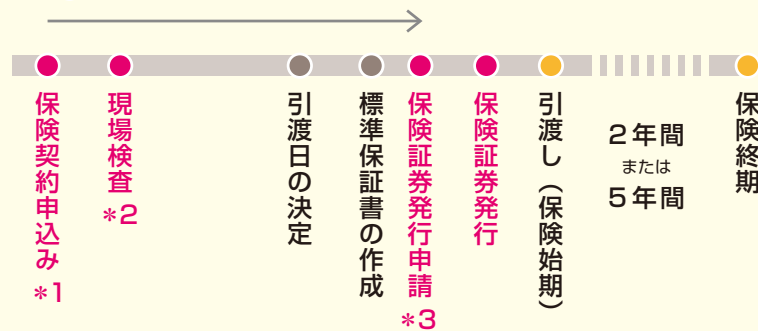 保険契約申込み*1
現場検査*2
引渡日の決定
標準保証書の作成
保険証券発行申請*3
保険証券発行
引渡し（保険始期）
2年間
または
5年間
保険終期